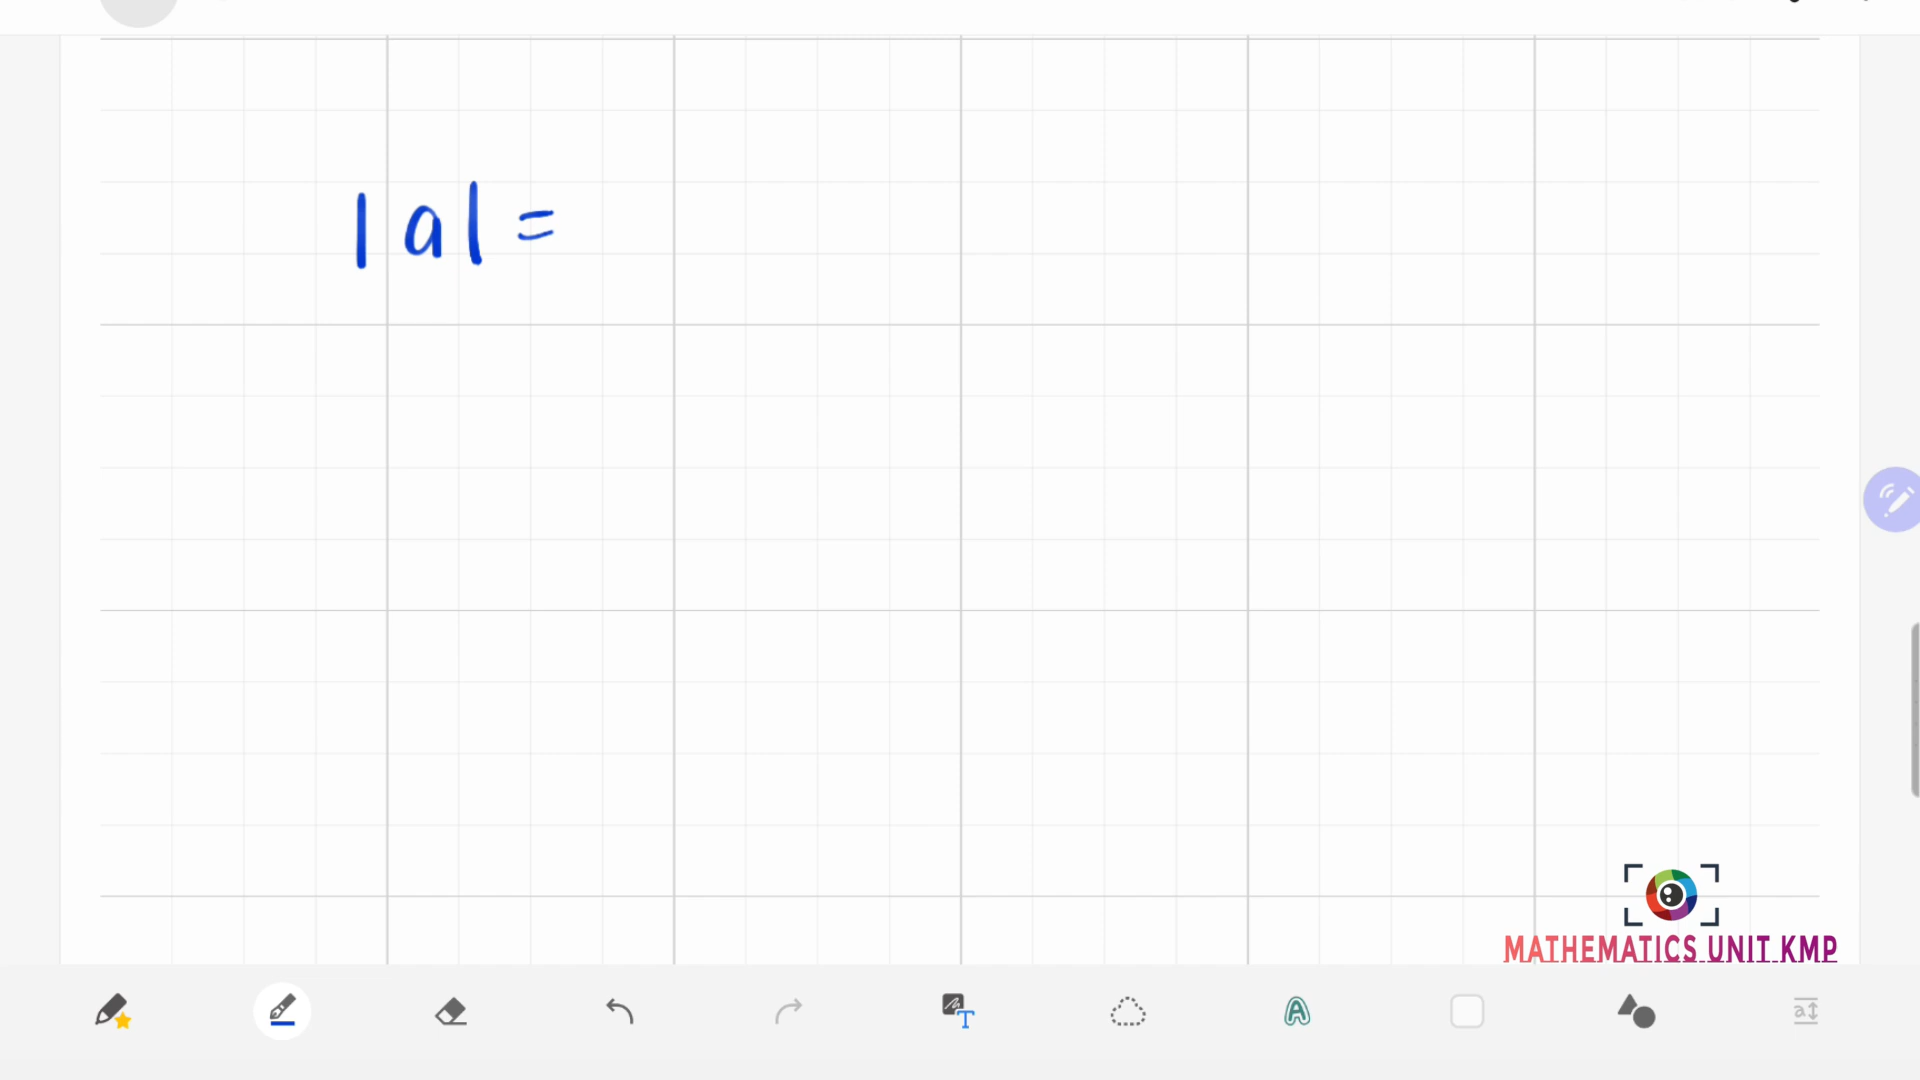 |a| =
MATHEMATICS UNIT KMP